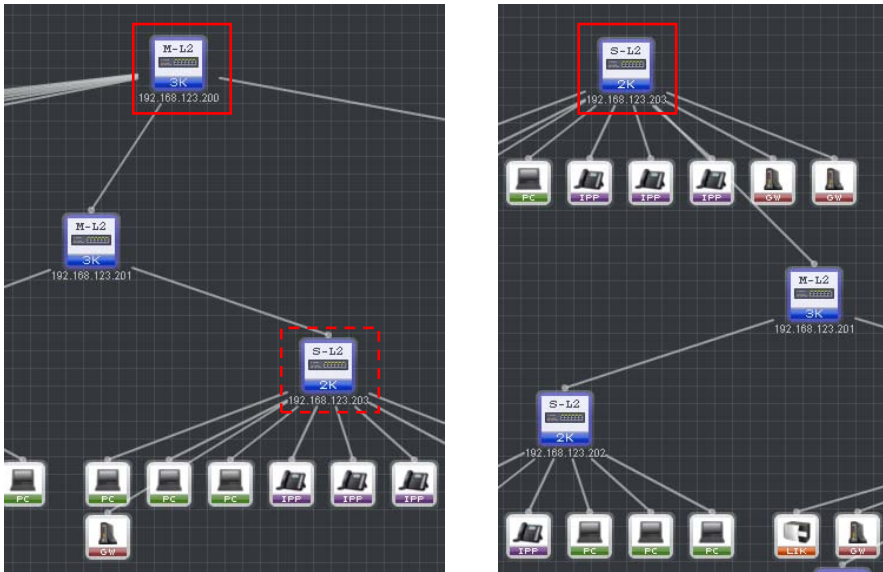 M-L2
3K
192.168.123.200
M-L2
3K
192.168.123.201
S-L2
2K
192.168.123.203
PC
PC
PC
PC
IPP
IPP
IPP
GW
S-L2
2K
192.168.123.203
PC
IPP
IPP
IPP
GW
GW
M-L2
3K
192.168.123.201
S-L2
2K
192.168.123.202
IPP
PC
PC
PC
LIK
GW